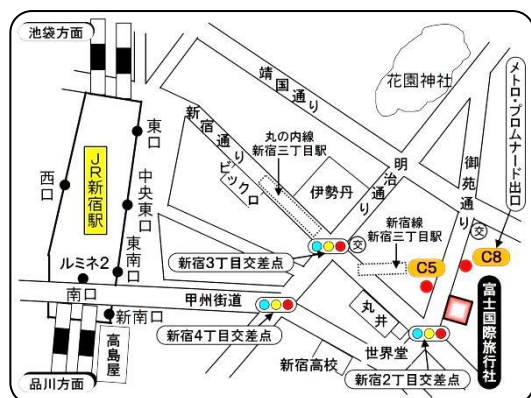 池袋方面
靖国通り
花園神社
メトロ・プロムナード出口
新宿通り
丸の内線
新宿三丁目駅
ビックロ
伊勢丹
明治通り
御苑通り
東口
JR新宿駅
中央東口
西口
交
交
新宿線
新宿三丁目駅
C5
C8
東南口
ルミネ2
新宿3丁目交差点
南口
甲州街道
新南口
丸井
富士国際旅行社
高島屋
新宿4丁目交差点
世界堂
新宿高校
新宿2丁目交差点
品川方面